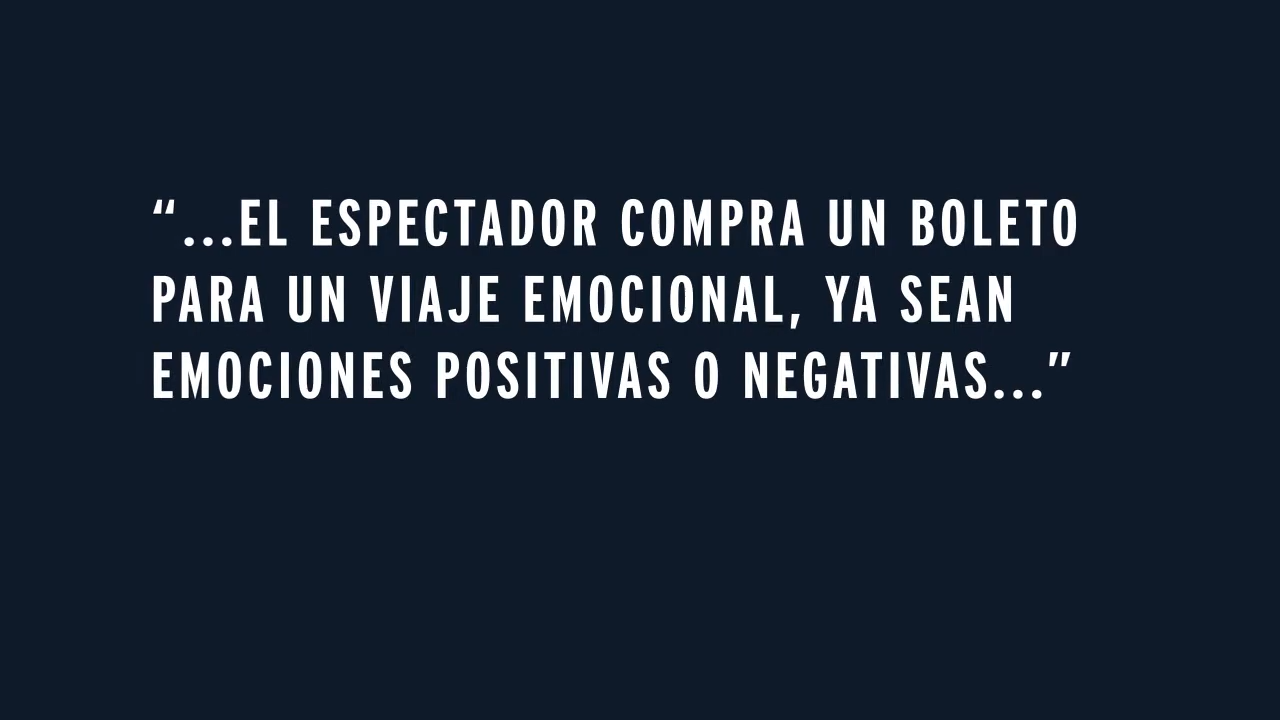 “...EL ESPECTADOR COMPRA UN BOLETO
PARA UN VIAJE EMOCIONAL, YA SEAN
EMOCIONES POSITIVAS O NEGATIVAS...”